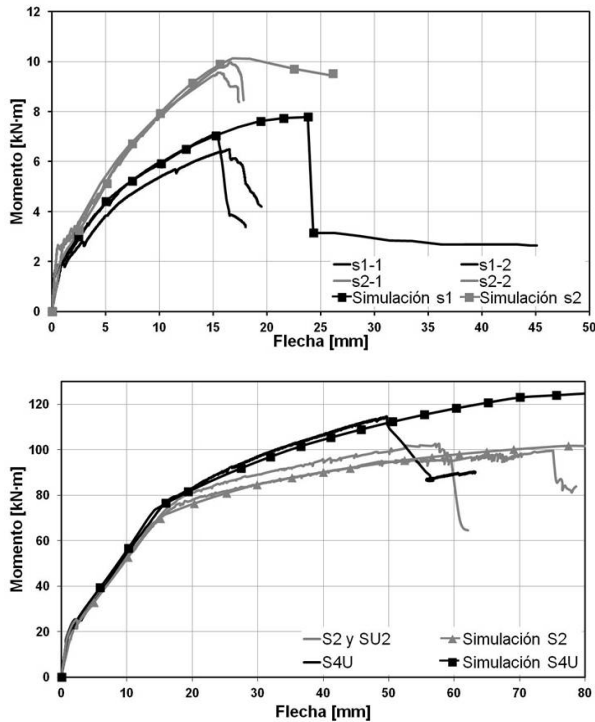 12
10
8
6
4
2
0
Momento [kN·m]
0 5 10 15 20 25 30 35 40 45 50
s1-1 s1-2
s2-1 s2-2
Simulación s1 Simulación s2
Flecha [mm]
120
100
80
60
40
20
0
Momento [kN·m]
S2 y SU2 Simulación S2
S4U Simulación S4U
0 10 20 30 40 50 60 70 80
Flecha [mm]